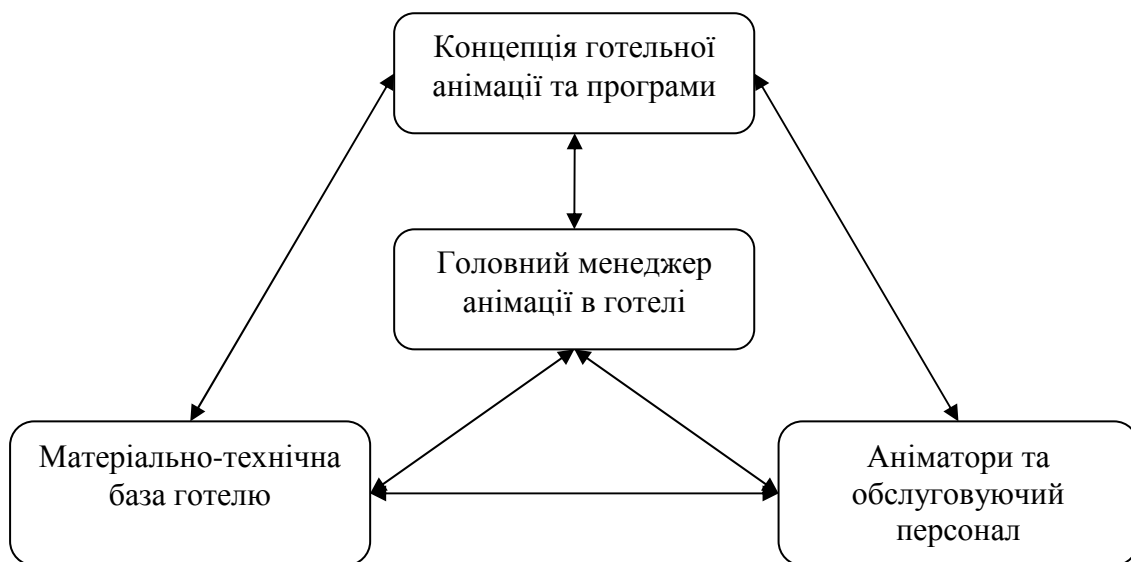 Концепція готельної
анімації та програми
Головний менеджер
анімації в готелі
Матеріально-технічна
база готелю
Аніматори та
обслуговуючий
персонал